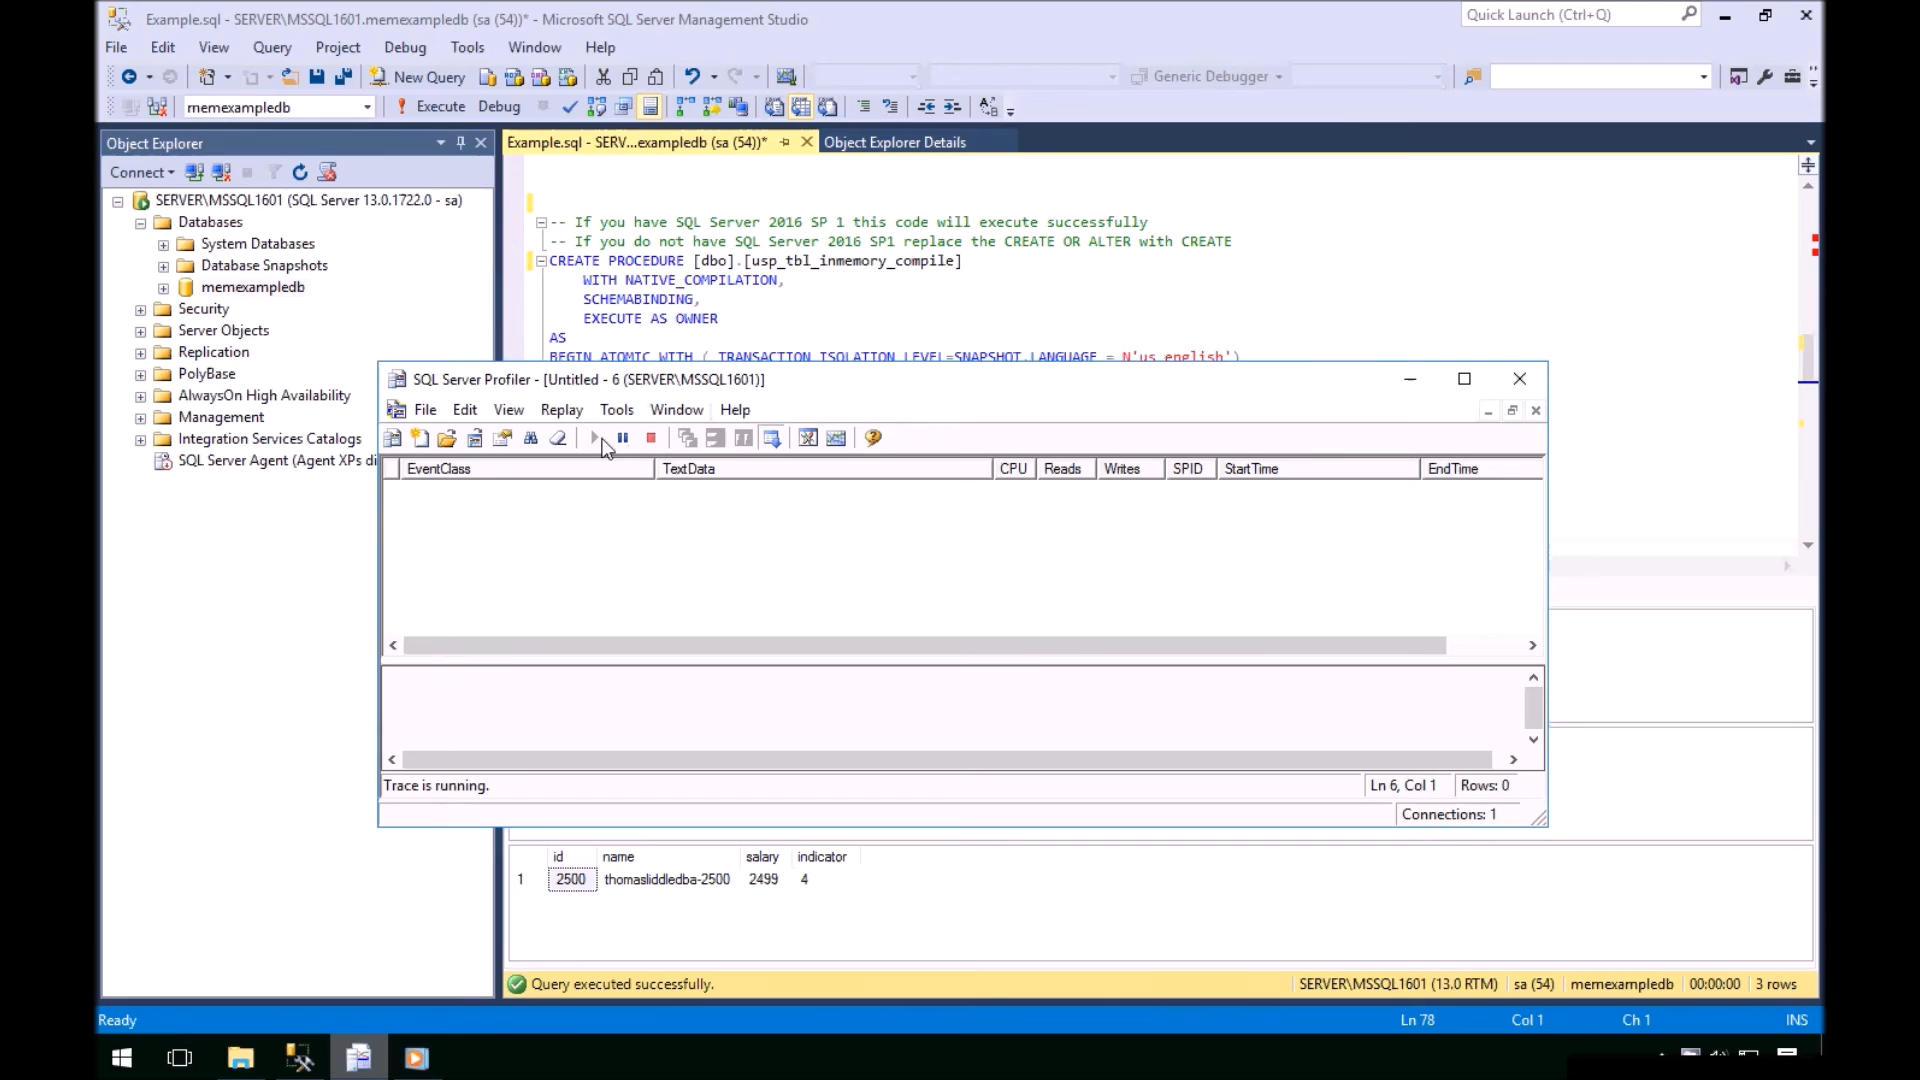 Example.sql - SERVER\MSSQL1601.memexampledb (sa (54))* - Microsoft SQL Server Management Studio
Quick Launch (Ctrl+Q)
File Edit View Query Project Debug Tools Window Help
New Query
Generic Debugger
memexampledb
Execute Debug
Object Explorer
Example.sql - SERV...exampledb (sa (54))*
Object Explorer Details
Connect
SERVER\MSSQL1601 (SQL Server 13.0.1722.0 - sa)
Databases
System Databases
Database Snapshots
memexampledb
Security
Server Objects
Replication
PolyBase
AlwaysOn High Availability
Management
Integration Services Catalogs
SQL Server Agent (Agent XPs di
-- If you have SQL Server 2016 SP 1 this code will execute successfully
-- If you do not have SQL Server 2016 SP1 replace the CREATE OR ALTER with CREATE
CREATE PROCEDURE [dbo].[usp_tbl_inmemory_compile]
WITH NATIVE_COMPILATION,
SCHEMABINDING,
EXECUTE AS OWNER
AS
BEGIN ATOMIC WITH ( TRANSACTION ISOLATION LEVEL=SNAPSHOT,LANGUAGE = N'us_english')
SQL Server Profiler - [Untitled - 6 (SERVER\MSSQL1601)]
File Edit View Replay Tools Window Help
EventClass TextData CPU Reads Writes SPID StartTime EndTime
Trace is running.
Ln 6, Col 1 Rows: 0
Connections: 1
id name salary indicator
1 2500 thomasliddledba-2500 2499 4
Query executed successfully.
SERVER\MSSQL1601 (13.0 RTM) sa (54) memexampledb 00:00:00 3 rows
Ready
Ln 78 Col 1 Ch 1 INS